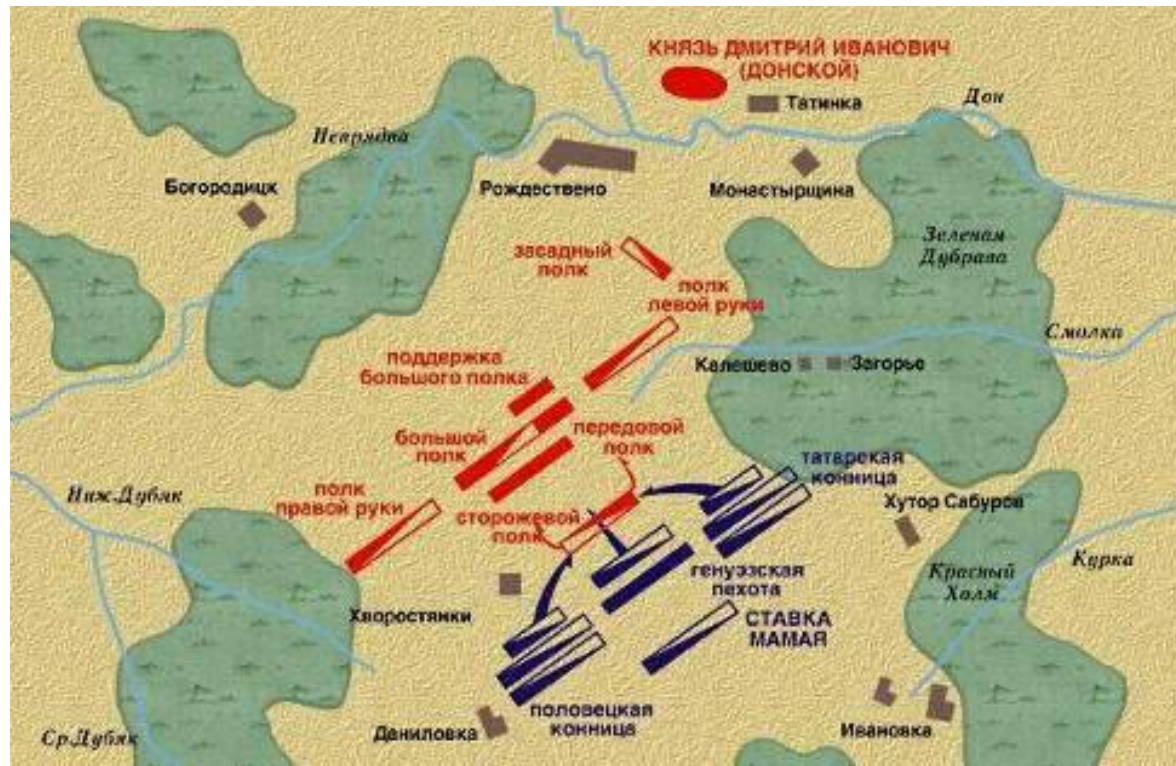 КНЯЗЬ ДМИТРИЙ ИВАНОВИЧ
(ДОНСКОЙ)
Татинка
Дон
Непрядва
Богородицк
Рождествено
Монастырщина
засадный
полк
Зеленам
Дубрава
полк
левой руки
Смолка
поддержка
большого полка
Калешево
Загорье
большой
полк
передовой
полк
татарская
конница
Ниж.Дубяк
полк
правой руки
сторожевой
полк
Хутор Сабуров
генуэзская
пехота
Красный
Холм
Курка
Хворостянки
СТАВКА
МАМАЯ
половецкая
конница
Даниловка
Ивановка
Ср.Дубяк